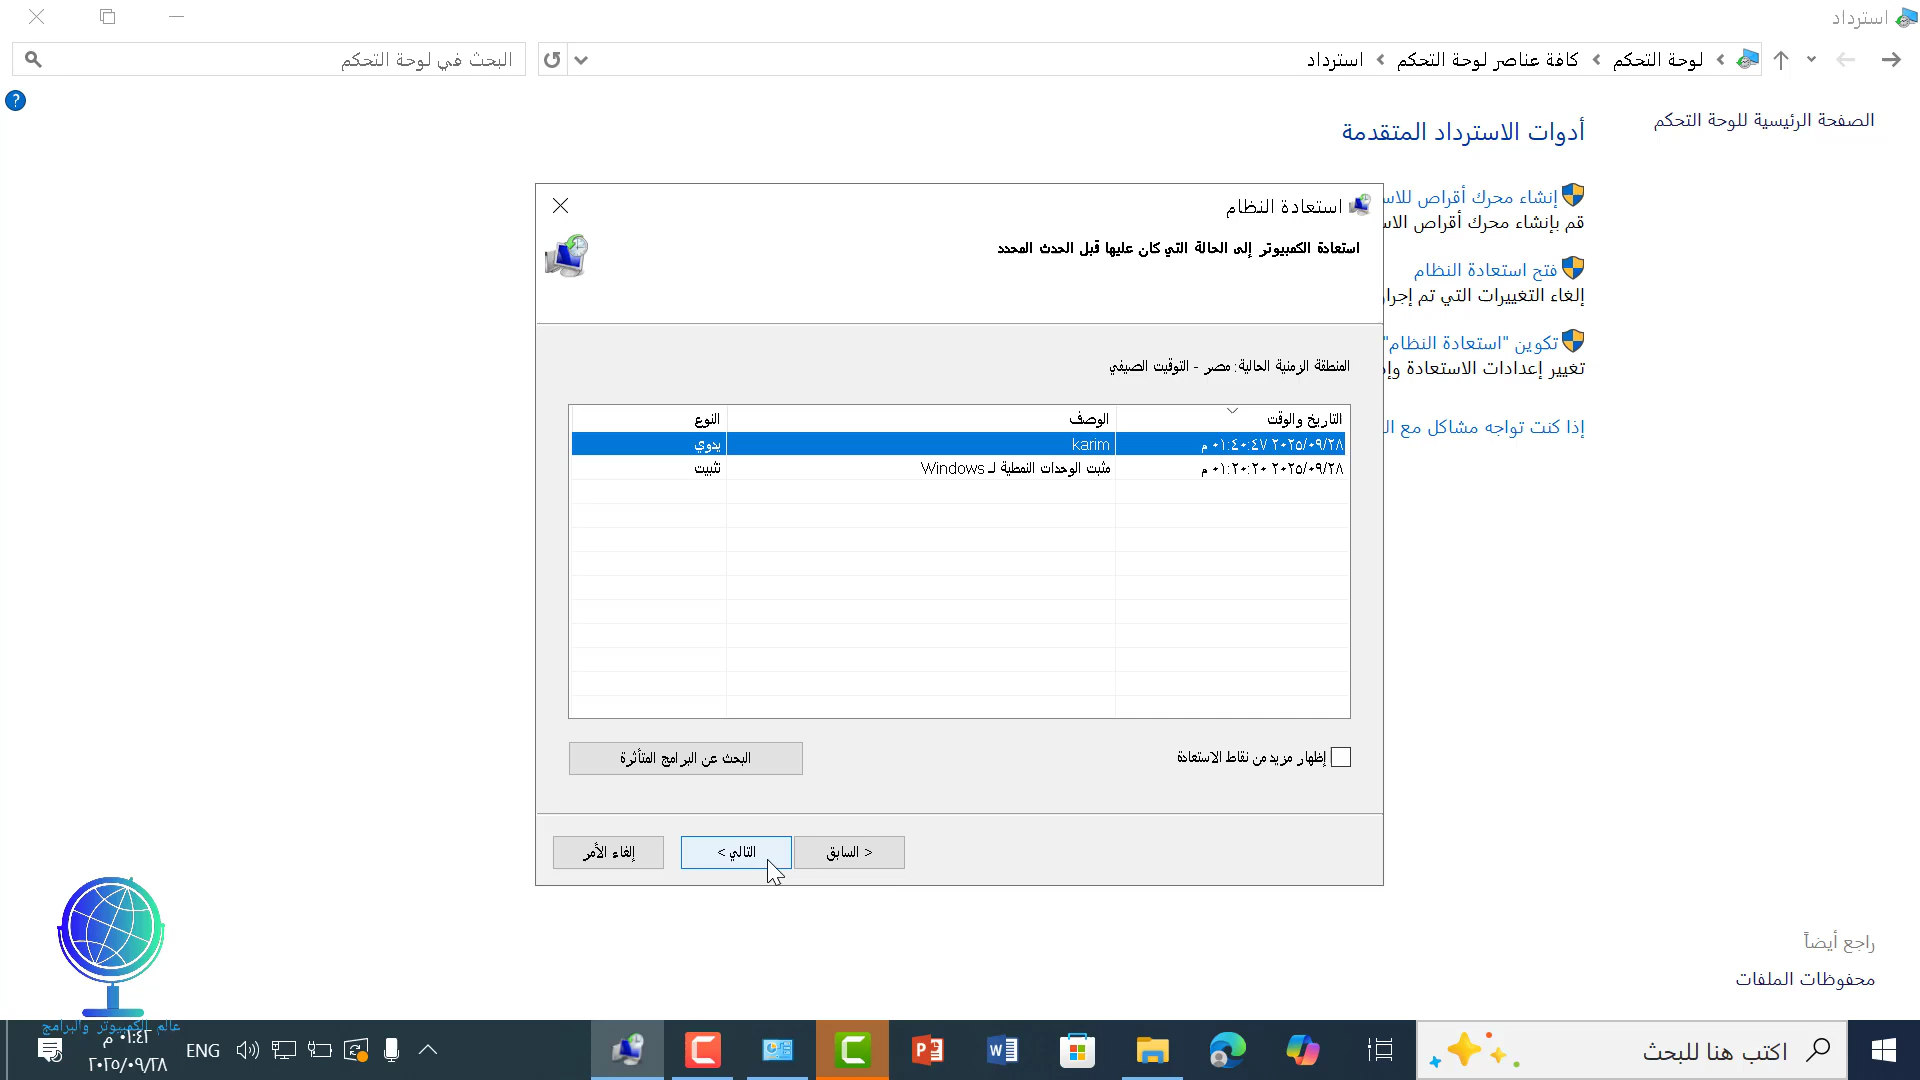 استرداد
لوحة التحكم
كافة عناصر لوحة التحكم
استرداد
البحث في لوحة التحكم
الصفحة الرئيسية للوحة التحكم
أدوات الاسترداد المتقدمة
إنشاء محرك أقراص للاس
قم بإنشاء محرك أقراص الاس
فتح استعادة النظام
إلغاء التغييرات التي تم إجرا
تكوين "استعادة النظام"
تغيير إعدادات الاستعادة وإد
إذا كنت تواجه مشاكل مع ال
استعادة النظام
استعادة الكمبيوتر إلى الحالة التي كان عليها قبل الحدث المحدد
المنطقة الزمنية الحالية: مصر - التوقيت الصيفي
التاريخ والوقت الوصف النوع
٢٠٢٥/٠٩/٢٨ ٠١:٤٠:٤٧ م karim يدوي
٢٠٢٥/٠٩/٢٨ ٠١:٢٠:٢٠ م مثبت الوحدات النمطية لـ Windows تثبيت
إظهار مزيد من نقاط الاستعادة
البحث عن البرامج المتأثرة
< السابق
التالي >
إلغاء الأمر
راجع أيضاً
محفوظات الملفات
عالم الكمبيوتر والبرامج
اكتب هنا للبحث
ENG
٠١:٤٢ م
٢٠٢٥/٠٩/٢٨